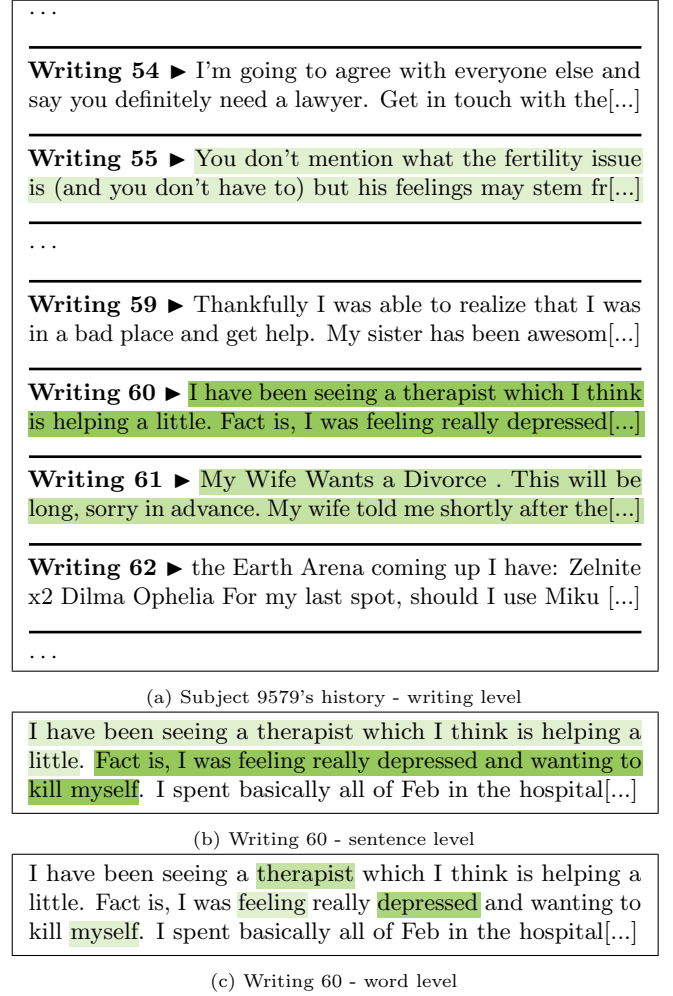 ...
Writing 54 ▶ I'm going to agree with everyone else and
say you definitely need a lawyer. Get in touch with the[...]
Writing 55 ▶ You don't mention what the fertility issue
is (and you don't have to) but his feelings may stem fr[...]
...
Writing 59 ▶ Thankfully I was able to realize that I was
in a bad place and get help. My sister has been awesom[...]
Writing 60 ▶ I have been seeing a therapist which I think
is helping a little. Fact is, I was feeling really depressed[...]
Writing 61 ▶ My Wife Wants a Divorce . This will be
long, sorry in advance. My wife told me shortly after the[...]
Writing 62 ▶ the Earth Arena coming up I have: Zelnite
x2 Dilma Ophelia For my last spot, should I use Miku [...]
...
(a) Subject 9579's history - writing level
I have been seeing a therapist which I think is helping a
little. Fact is, I was feeling really depressed and wanting to
kill myself. I spent basically all of Feb in the hospital[...]
(b) Writing 60 - sentence level
I have been seeing a therapist which I think is helping a
little. Fact is, I was feeling really depressed and wanting to
kill myself. I spent basically all of Feb in the hospital[...]
(c) Writing 60 - word level